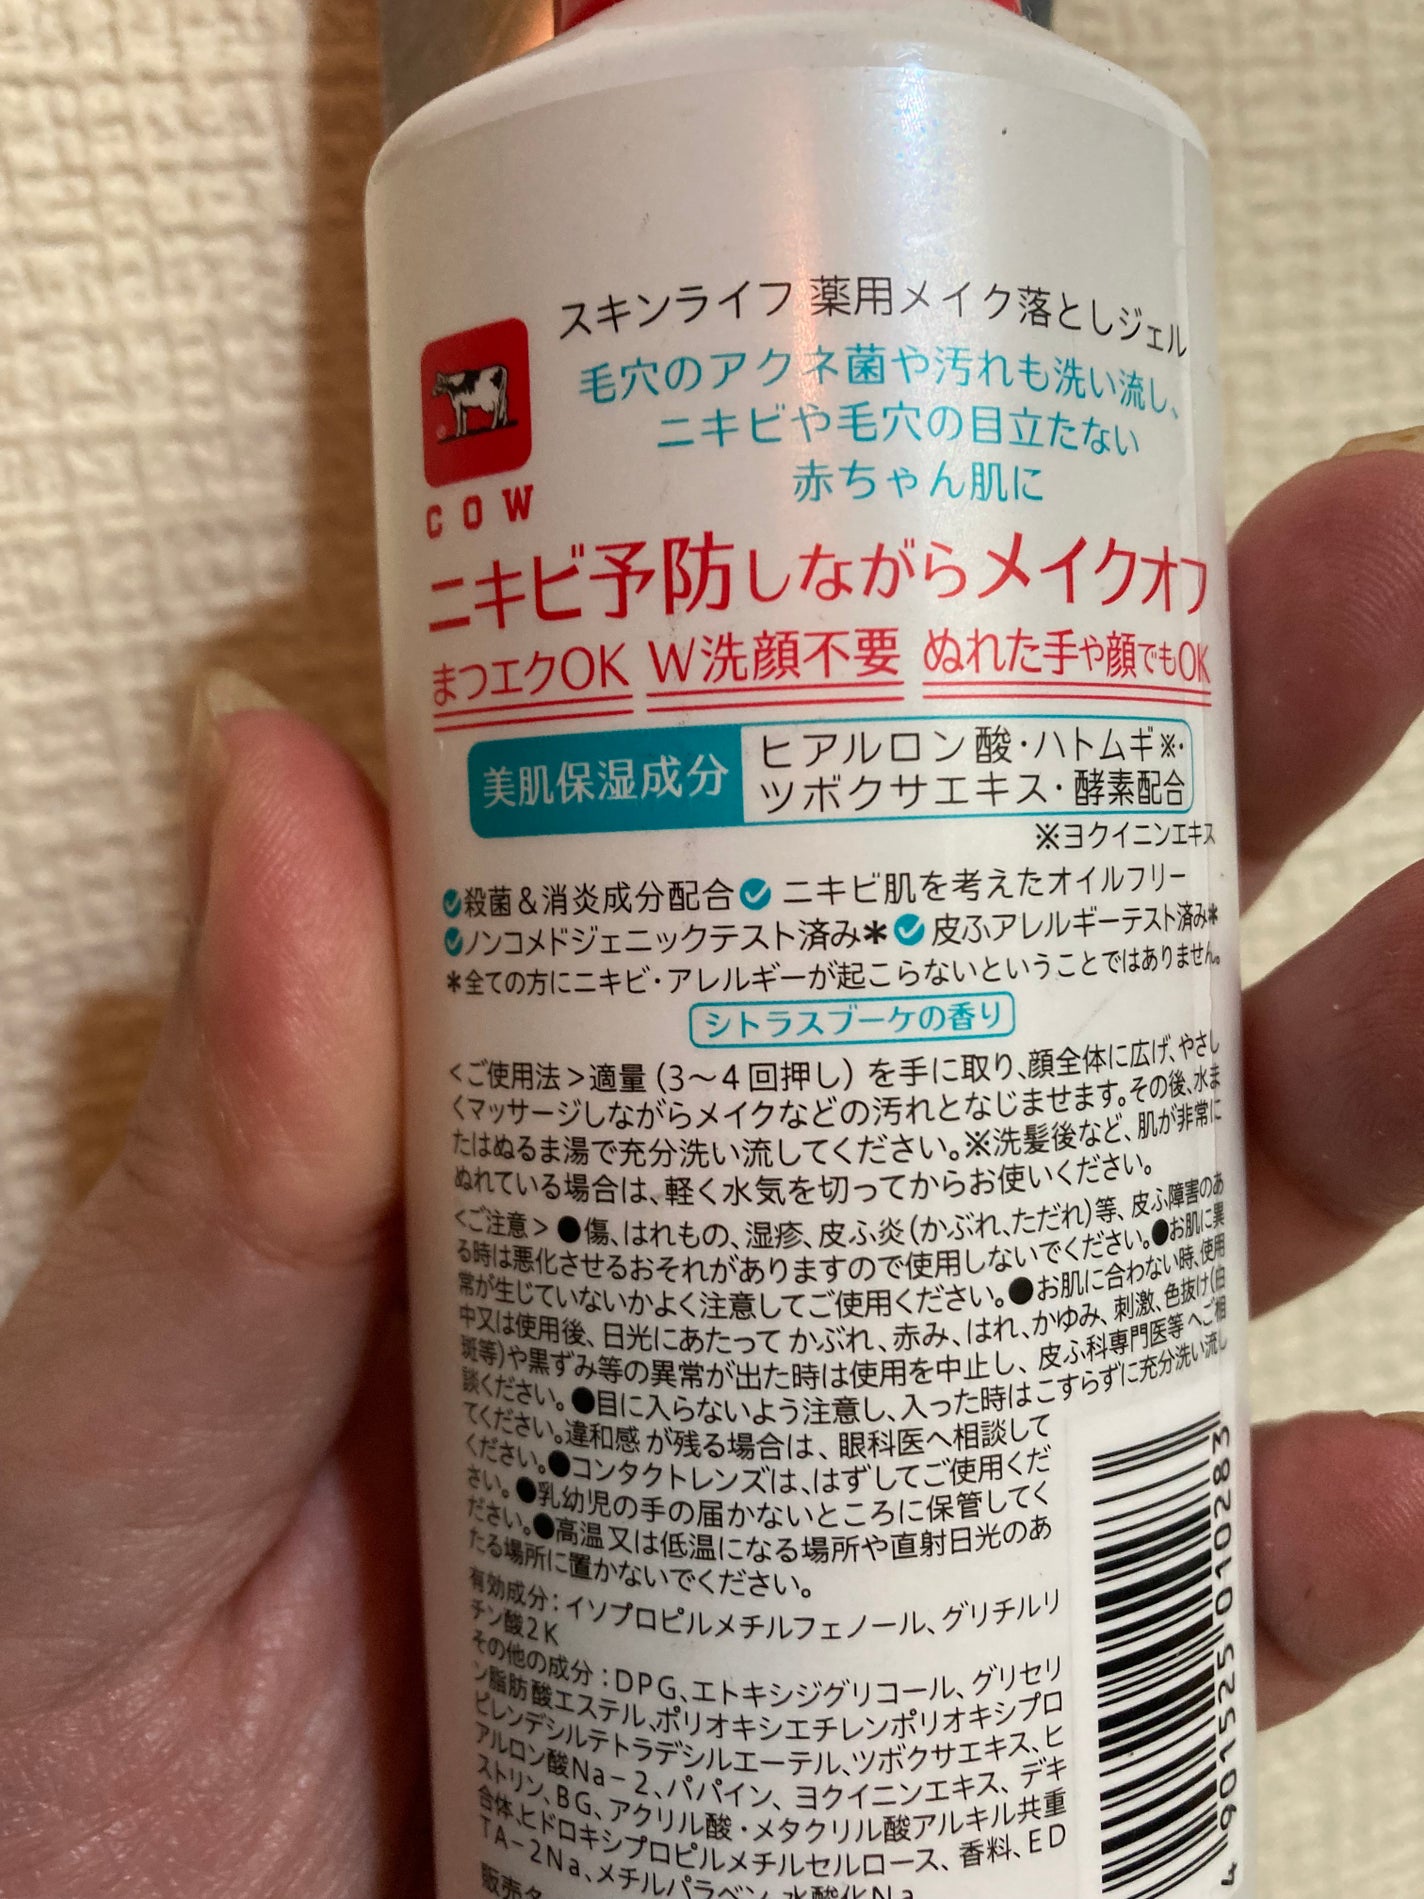 スキンライフ 薬用メイク落としジェル
毛穴のアクネ菌や汚れも洗い流し、
ニキビや毛穴の目立たない
赤ちゃん肌に
COW
ニキビ予防しながらメイクオフ
まつエクOK W洗顔不要 ぬれた手や顔でもOK
美肌保湿成分
ヒアルロン酸・ハトムギ※・
ツボクサエキス・酵素配合
※ヨクイニンエキス
殺菌&消炎成分配合 ニキビ肌を考えたオイルフリー
ノンコメドジェニックテスト済み* 皮ふアレルギーテスト済み*
*全ての方にニキビ・アレルギーが起こらないということではありません。
シトラスブーケの香り
<ご使用法>適量(3〜4回押し)を手に取り、顔全体に広げ、やさし
くマッサージしながらメイクなどの汚れとなじませます。その後、水ま
たはぬるま湯で充分洗い流してください。※洗髪後など、肌が非常に
ぬれている場合は、軽く水気を切ってからお使いください。
<ご注意>●傷、はれもの、湿疹、皮ふ炎(かぶれ、ただれ)等、皮ふ障害のあ
る時は悪化させるおそれがありますので使用しないでください。●お肌に異
常が生じていないかよく注意してご使用ください。●お肌に合わない時、使用
中又は使用後、日光にあたって かぶれ、赤み、はれ、かゆみ、刺激、色抜け(白
斑等)や黒ずみ等の異常が出た時は使用を中止し、皮ふ科専門医等へご相
談ください。●目に入らないよう注意し、入った時はこすらずに充分洗い流し
てください。違和感が残る場合は、眼科医へ相談して
ください。●コンタクトレンズは、はずしてご使用くだ
さい。●乳幼児の手の届かないところに保管してく
ださい。●高温又は低温になる場所や直射日光のあ
たる場所に置かないでください。
有効成分：イソプロピルメチルフェノール、グリチルリ
チン酸2K
その他の成分：DPG、エトキシジグリコール、グリセリ
ン脂肪酸エステル、ポリオキシエチレンポリオキシプロ
ピレンデシルテトラデシルエーテル、ツボクサエキス、ヒ
アルロン酸Na−2、パパイン、ヨクイニンエキス、デキ
ストリン、BG、アクリル酸・メタクリル酸アルキル共重
合体、ヒドロキシプロピルメチルセルロース、香料、ED
TA−2Na、メチルパラベン、水酸化Na
販売名
4 901525 010283